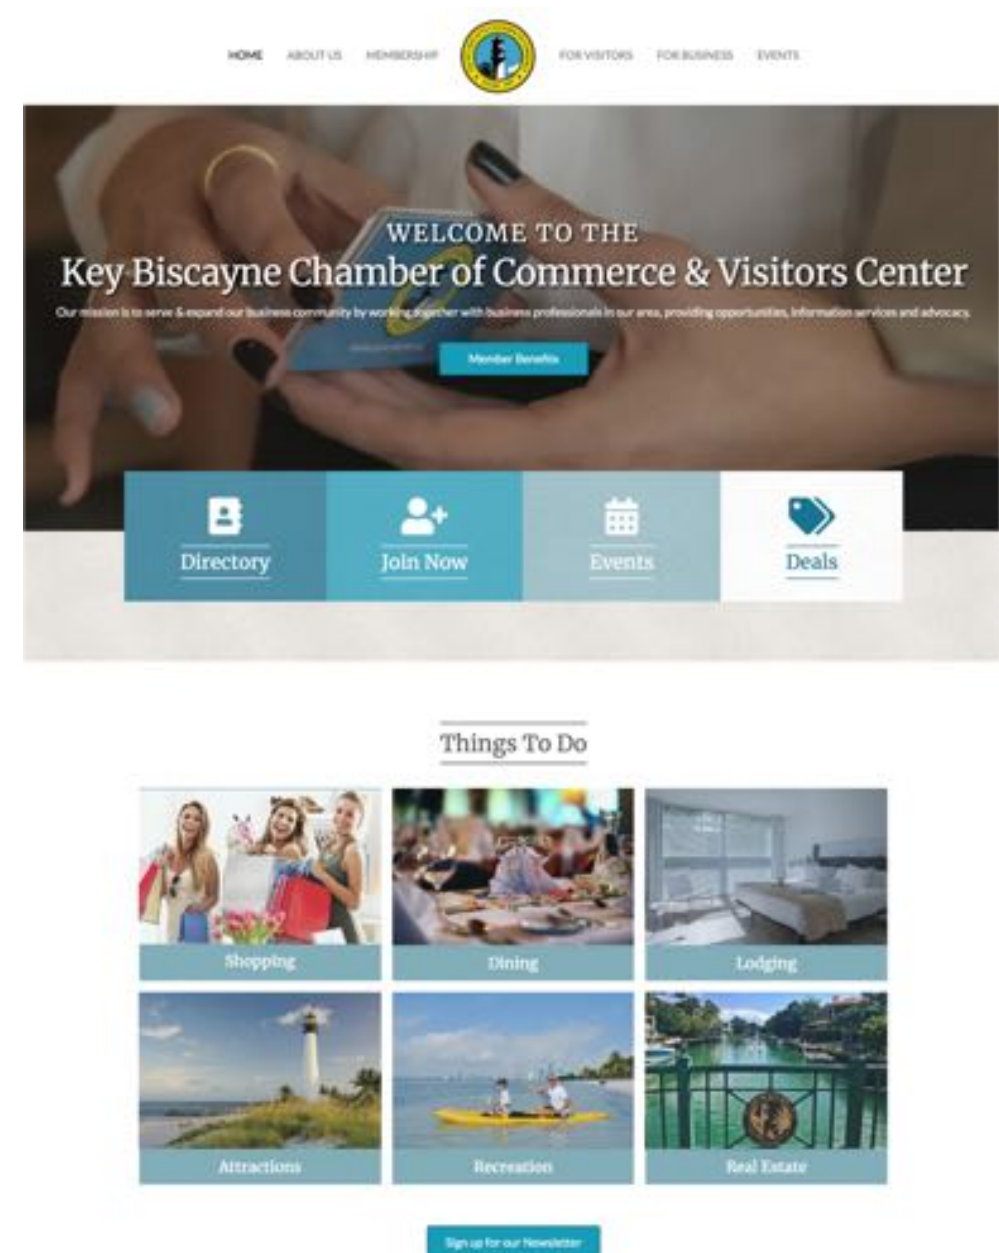 HOME ABOUT US MEMBERSHIP FOR VISITORS FOR BUSINESS EVENTS
WELCOME TO THE
Key Biscayne Chamber of Commerce & Visitors Center
Our mission is to serve & expand our business community by working together with business professionals in our area, providing opportunities, information services and advocacy.
Member Benefits
Directory Join Now Events Deals
Things To Do
Shopping Dining Lodging
Attractions Recreation Real Estate
Sign up for our Newsletter